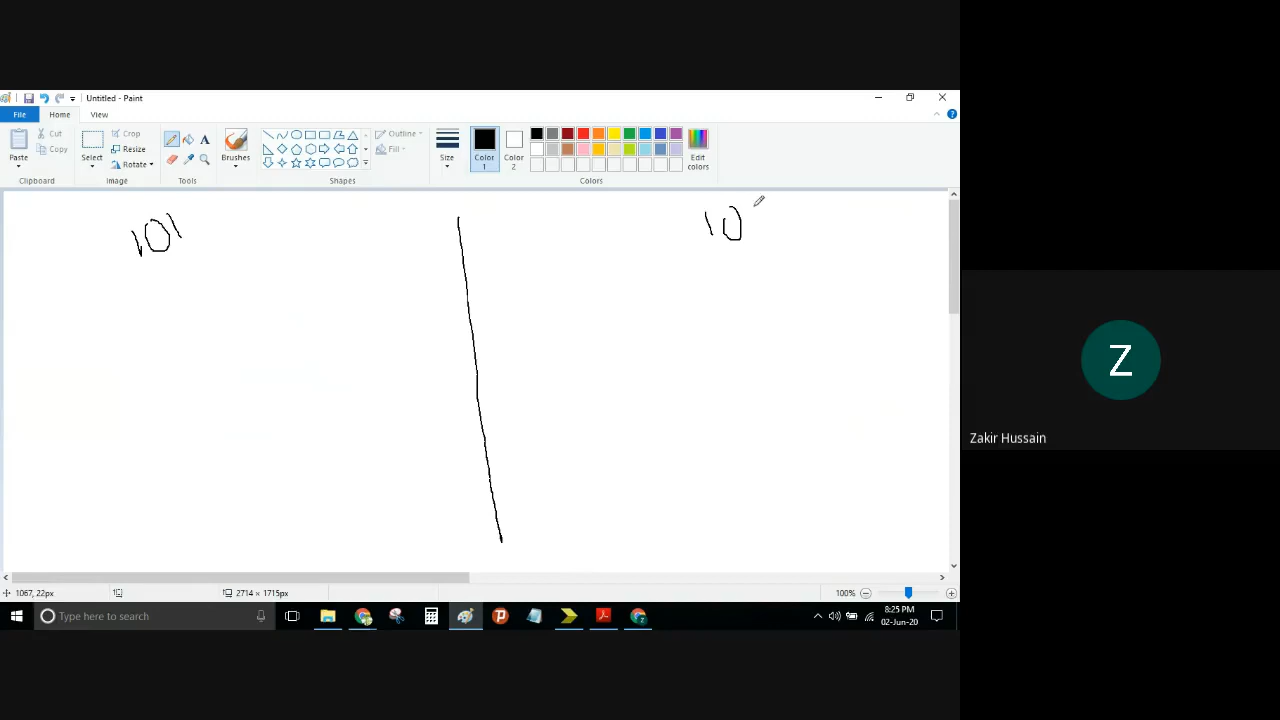 Untitled - Paint
File
Home
View
Paste
Cut
Copy
Clipboard
Select
Crop
Resize
Rotate
Image
Tools
Brushes
Shapes
Outline
Fill
Size
Color 1
Color 2
Edit colors
Colors
101
10
1067, 22px
2714 × 1715px
100%
Type here to search
8:25 PM
02-Jun-20
Z
Zakir Hussain